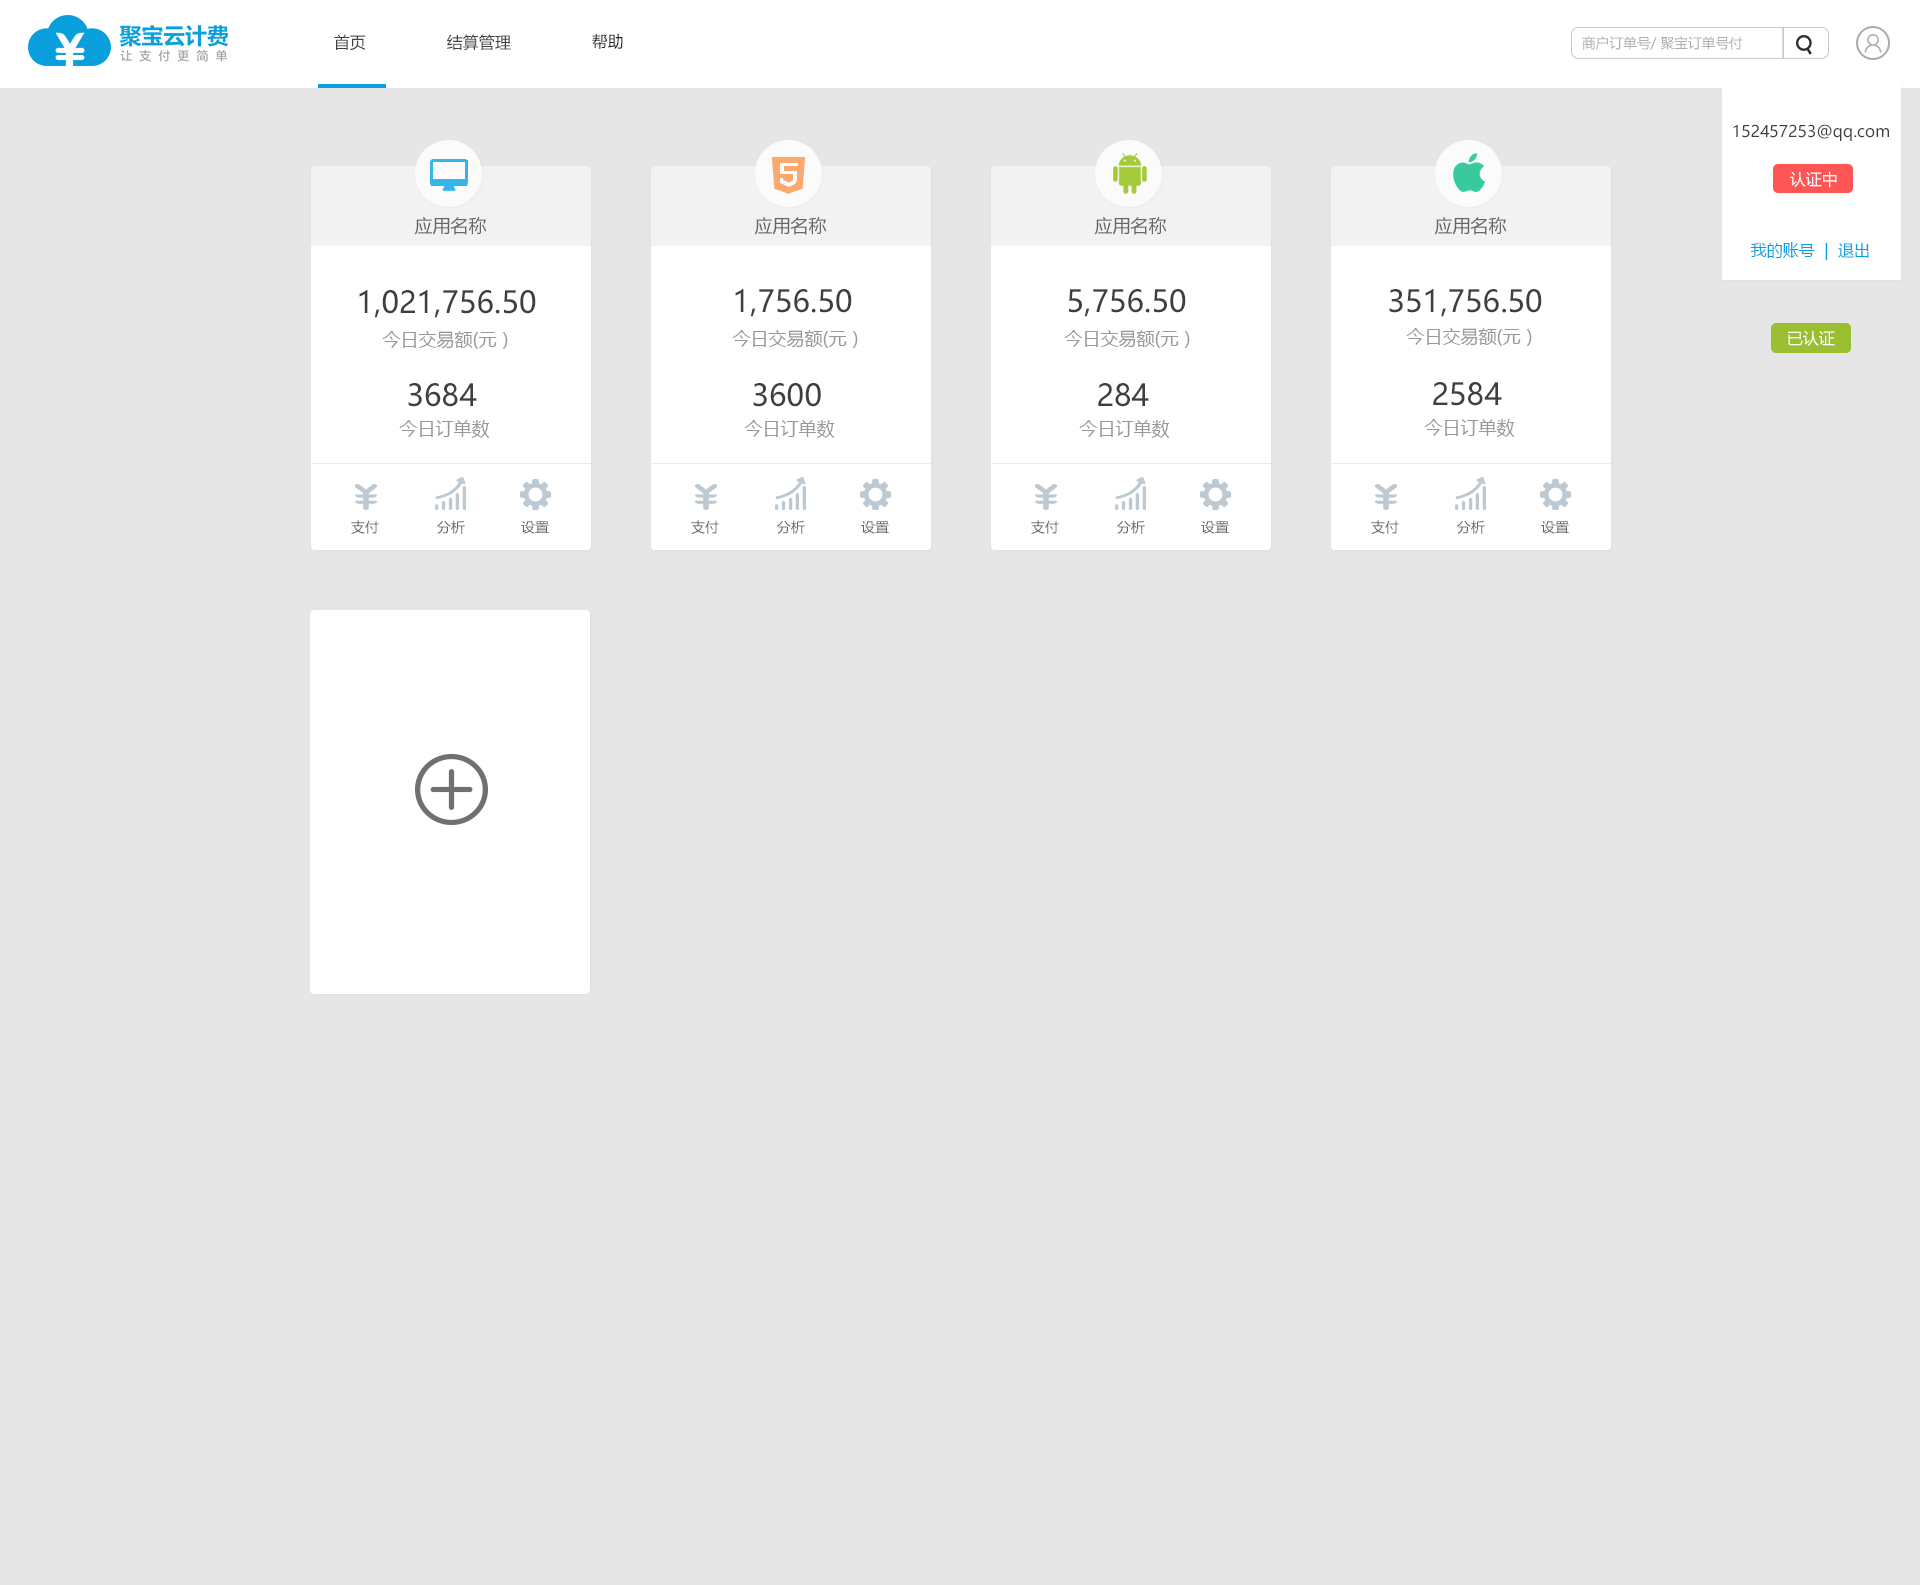 聚宝云计费
让支付更简单
首页
结算管理
帮助
商户订单号/ 聚宝订单号付
152457253@qq.com
认证中
我的账号 | 退出
已认证
应用名称
1,021,756.50
今日交易额(元 )
3684
今日订单数
支付
分析
设置
应用名称
1,756.50
今日交易额(元 )
3600
今日订单数
支付
分析
设置
应用名称
5,756.50
今日交易额(元 )
284
今日订单数
支付
分析
设置
应用名称
351,756.50
今日交易额(元 )
2584
今日订单数
支付
分析
设置